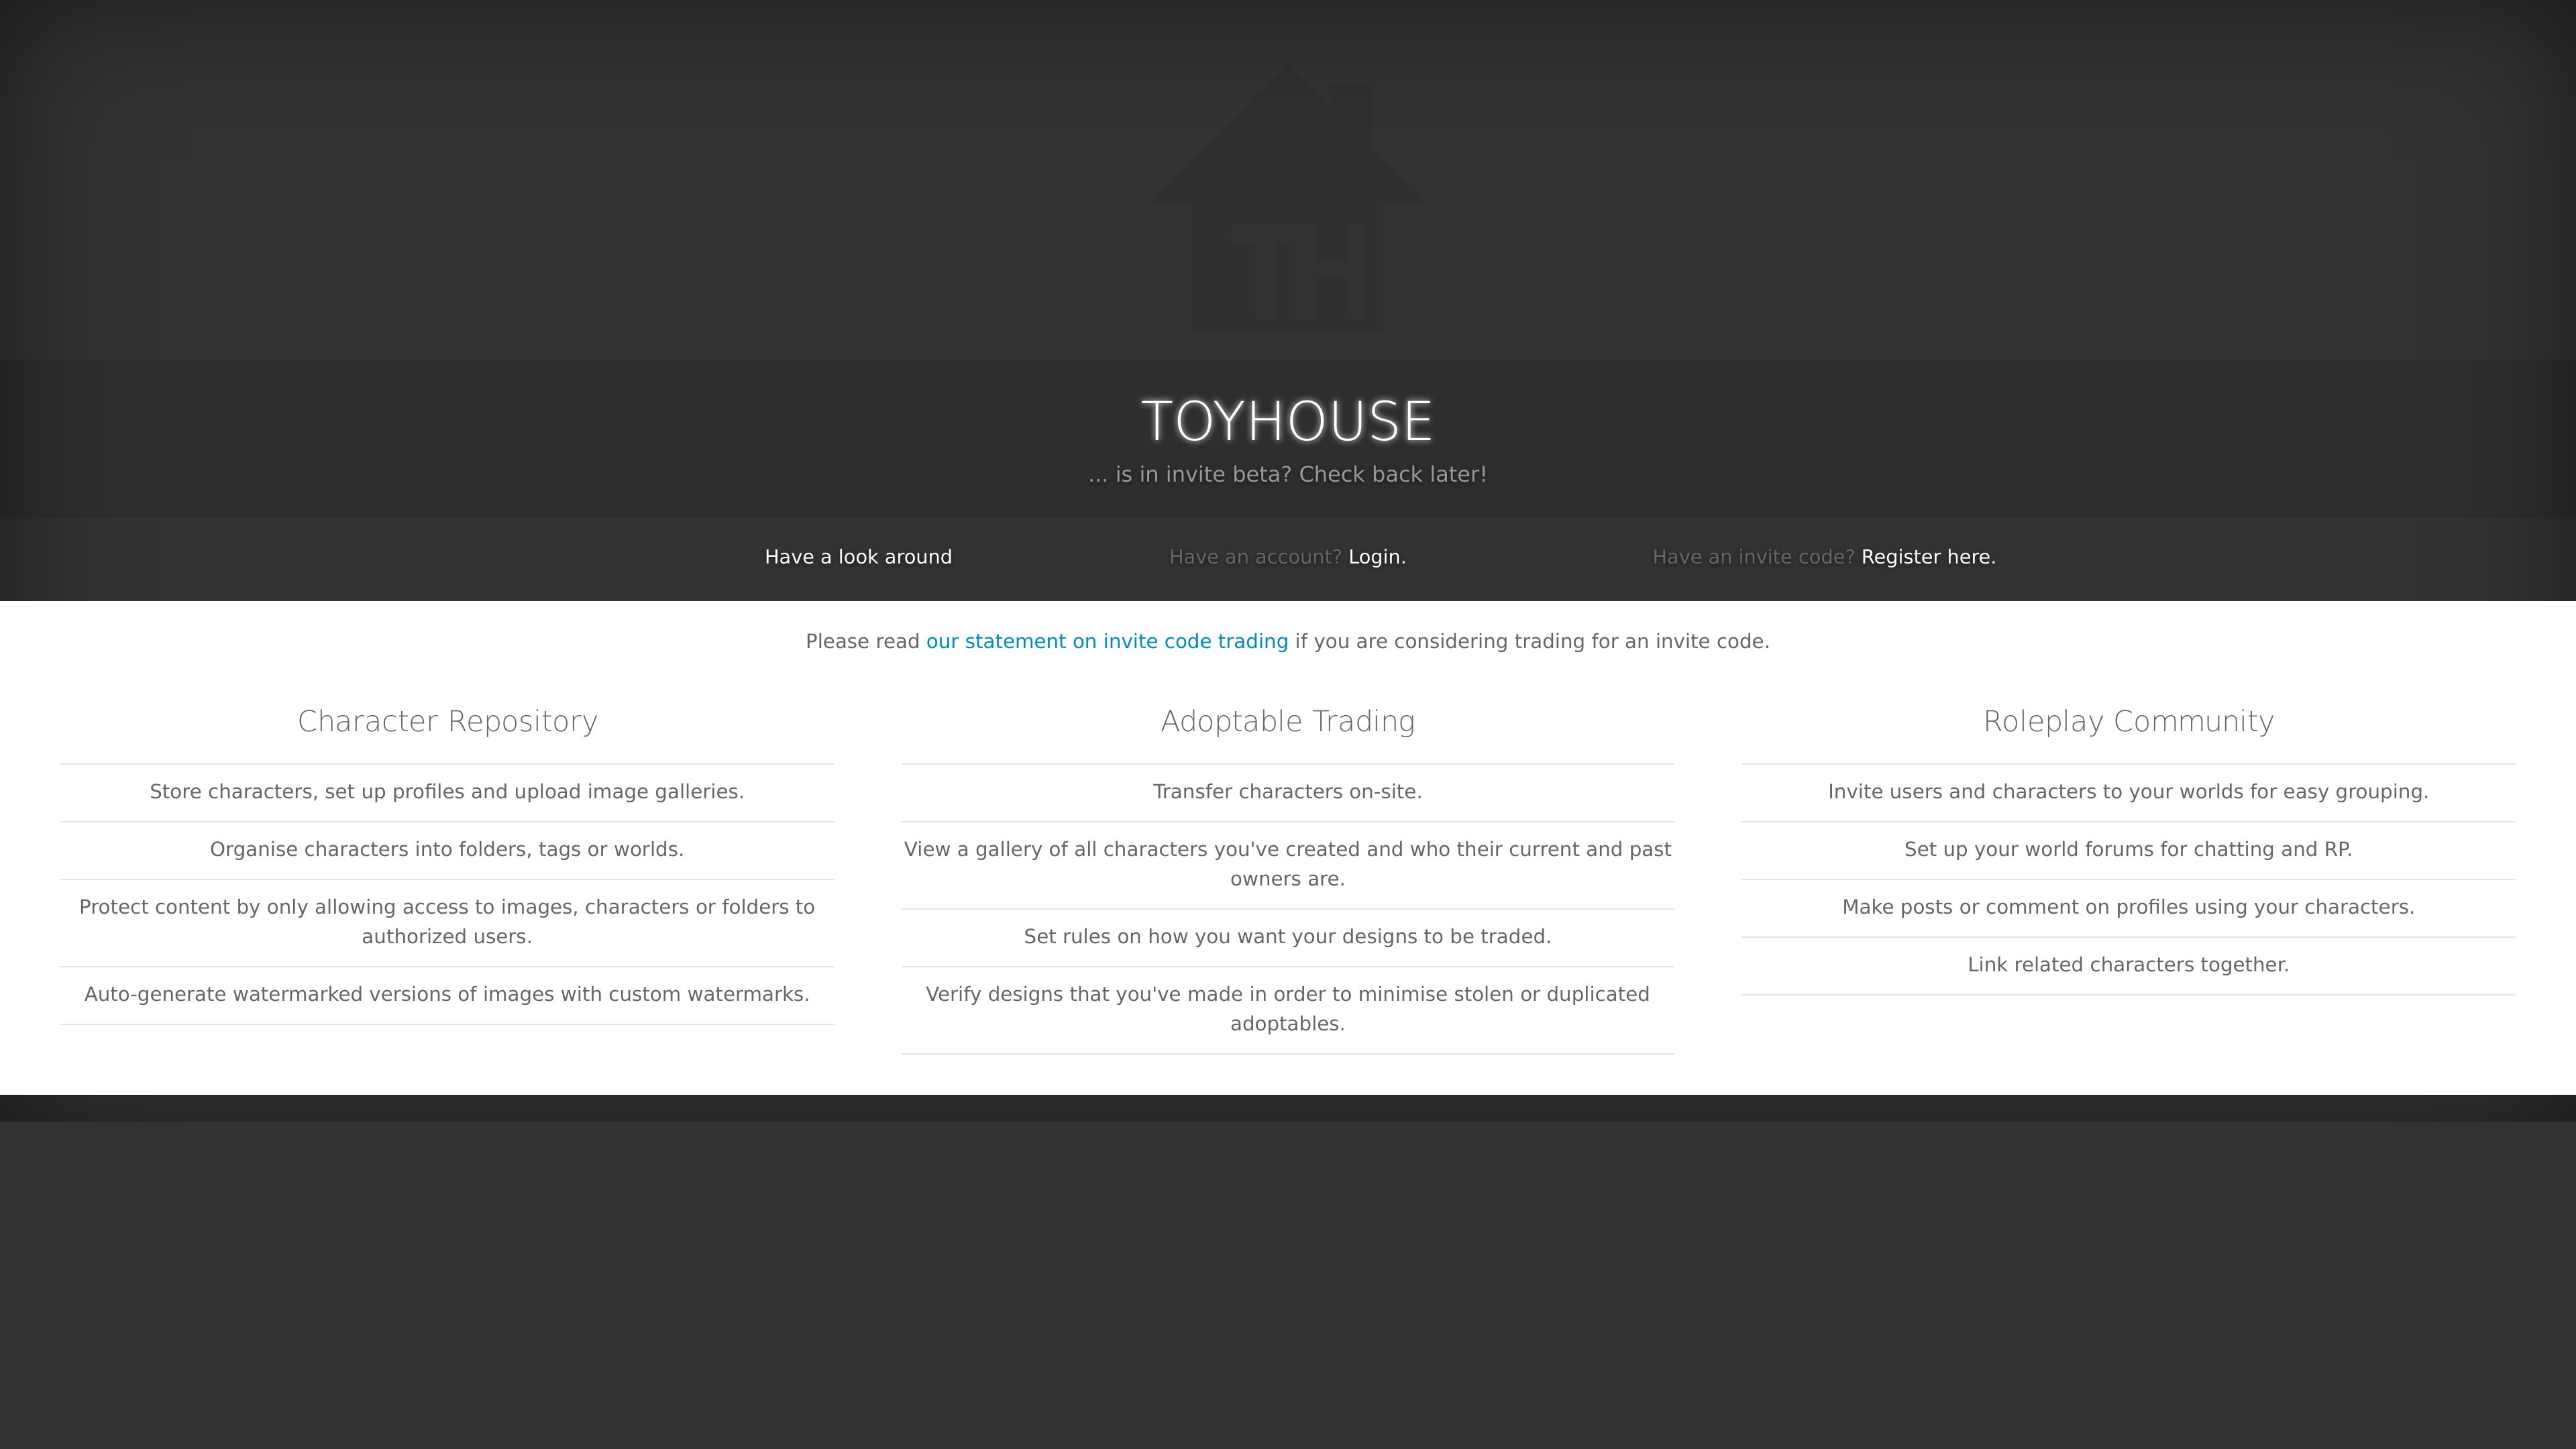 TH
TOYHOUSE
... is in invite beta? Check back later!
Have a look around
Have an account? Login.
Have an invite code? Register here.
Please read our statement on invite code trading if you are considering trading for an invite code.
Character Repository
Store characters, set up profiles and upload image galleries.
Organise characters into folders, tags or worlds.
Protect content by only allowing access to images, characters or folders to
authorized users.
Auto-generate watermarked versions of images with custom watermarks.
Adoptable Trading
Transfer characters on-site.
View a gallery of all characters you've created and who their current and past
owners are.
Set rules on how you want your designs to be traded.
Verify designs that you've made in order to minimise stolen or duplicated
adoptables.
Roleplay Community
Invite users and characters to your worlds for easy grouping.
Set up your world forums for chatting and RP.
Make posts or comment on profiles using your characters.
Link related characters together.